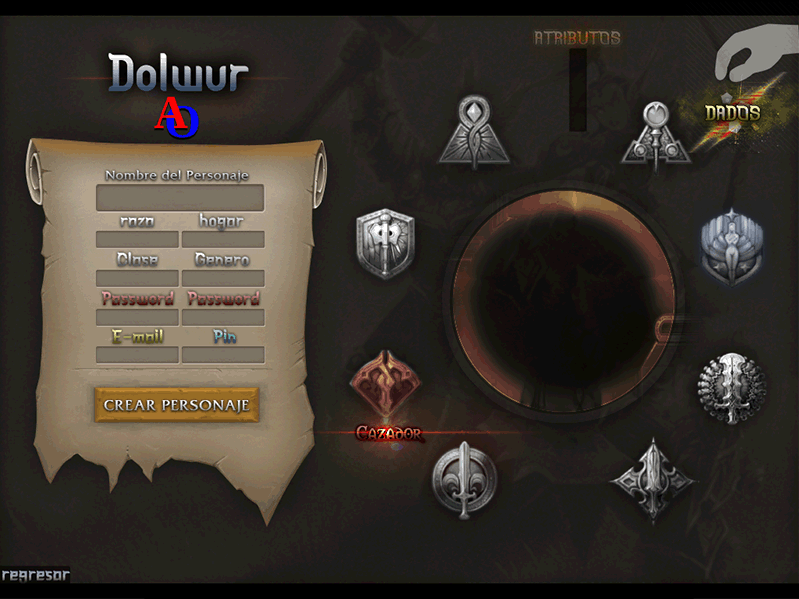 Dolwur
AO
Nombre del Personaje
raza hogar
Clase Genero
Password Password
E-mail Pin
CREAR PERSONAJE
regresor
ATRIBUTOS
DADOS
CAZADOR